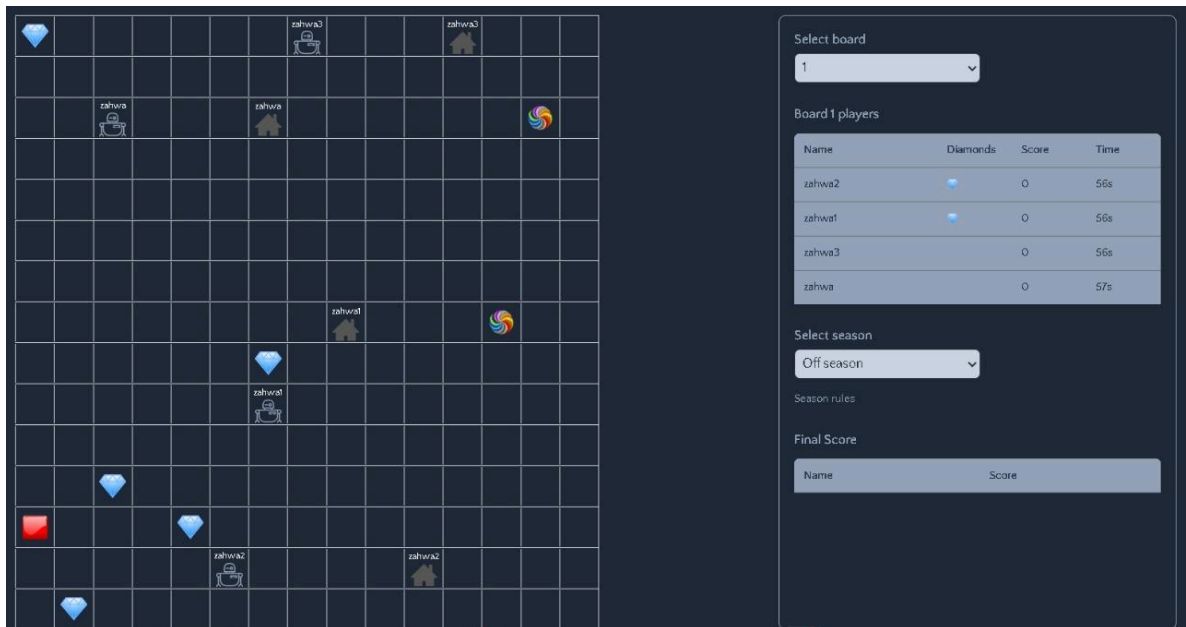 zahwa3 zahwa3
zahwa zahwa
zahwa1
zahwa1
zahwa2 zahwa2
Select board
1
Board 1 players
Name Diamonds Score Time
zahwa2 0 56s
zahwa1 0 56s
zahwa3 0 56s
zahwa 0 57s
Select season
Off season
Season rules
Final Score
Name Score